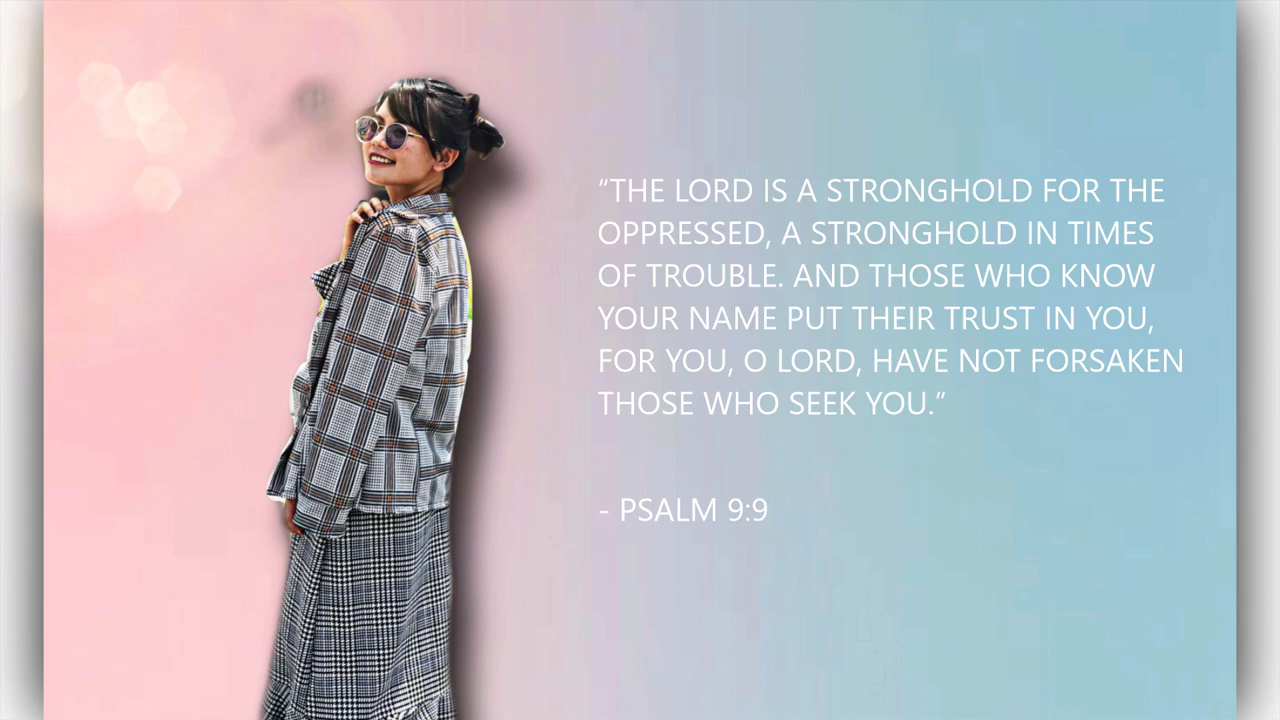 “THE LORD IS A STRONGHOLD FOR THE
OPPRESSED, A STRONGHOLD IN TIMES
OF TROUBLE. AND THOSE WHO KNOW
YOUR NAME PUT THEIR TRUST IN YOU,
FOR YOU, O LORD, HAVE NOT FORSAKEN
THOSE WHO SEEK YOU.”
- PSALM 9:9